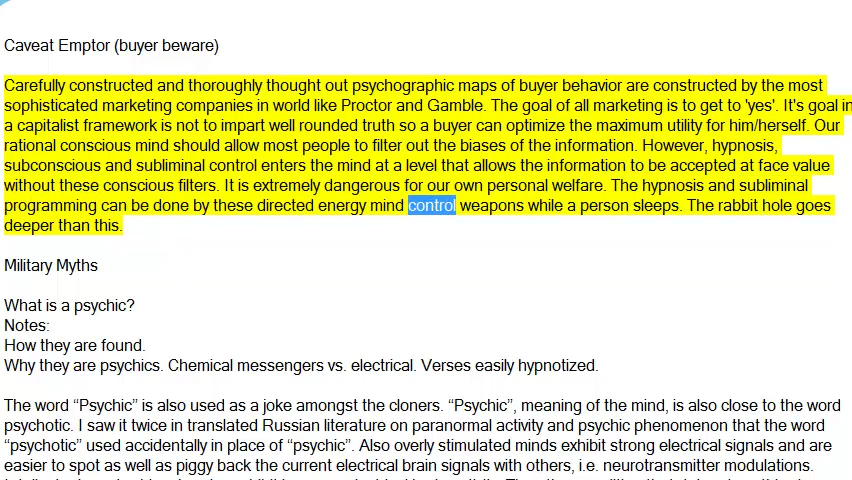 Caveat Emptor (buyer beware)
Carefully constructed and thoroughly thought out psychographic maps of buyer behavior are constructed by the most
sophisticated marketing companies in world like Proctor and Gamble. The goal of all marketing is to get to 'yes'. It's goal in
a capitalist framework is not to impart well rounded truth so a buyer can optimize the maximum utility for him/herself. Our
rational conscious mind should allow most people to filter out the biases of the information. However, hypnosis,
subconscious and subliminal control enters the mind at a level that allows the information to be accepted at face value
without these conscious filters. It is extremely dangerous for our own personal welfare. The hypnosis and subliminal
programming can be done by these directed energy mind control weapons while a person sleeps. The rabbit hole goes
deeper than this.
Military Myths
What is a psychic?
Notes:
How they are found.
Why they are psychics. Chemical messengers vs. electrical. Verses easily hypnotized.
The word “Psychic” is also used as a joke amongst the cloners. “Psychic”, meaning of the mind, is also close to the word
psychotic. I saw it twice in translated Russian literature on paranormal activity and psychic phenomenon that the word
“psychotic” used accidentally in place of “psychic”. Also overly stimulated minds exhibit strong electrical signals and are
easier to spot as well as piggy back the current electrical brain signals with others, i.e. neurotransmitter modulations.